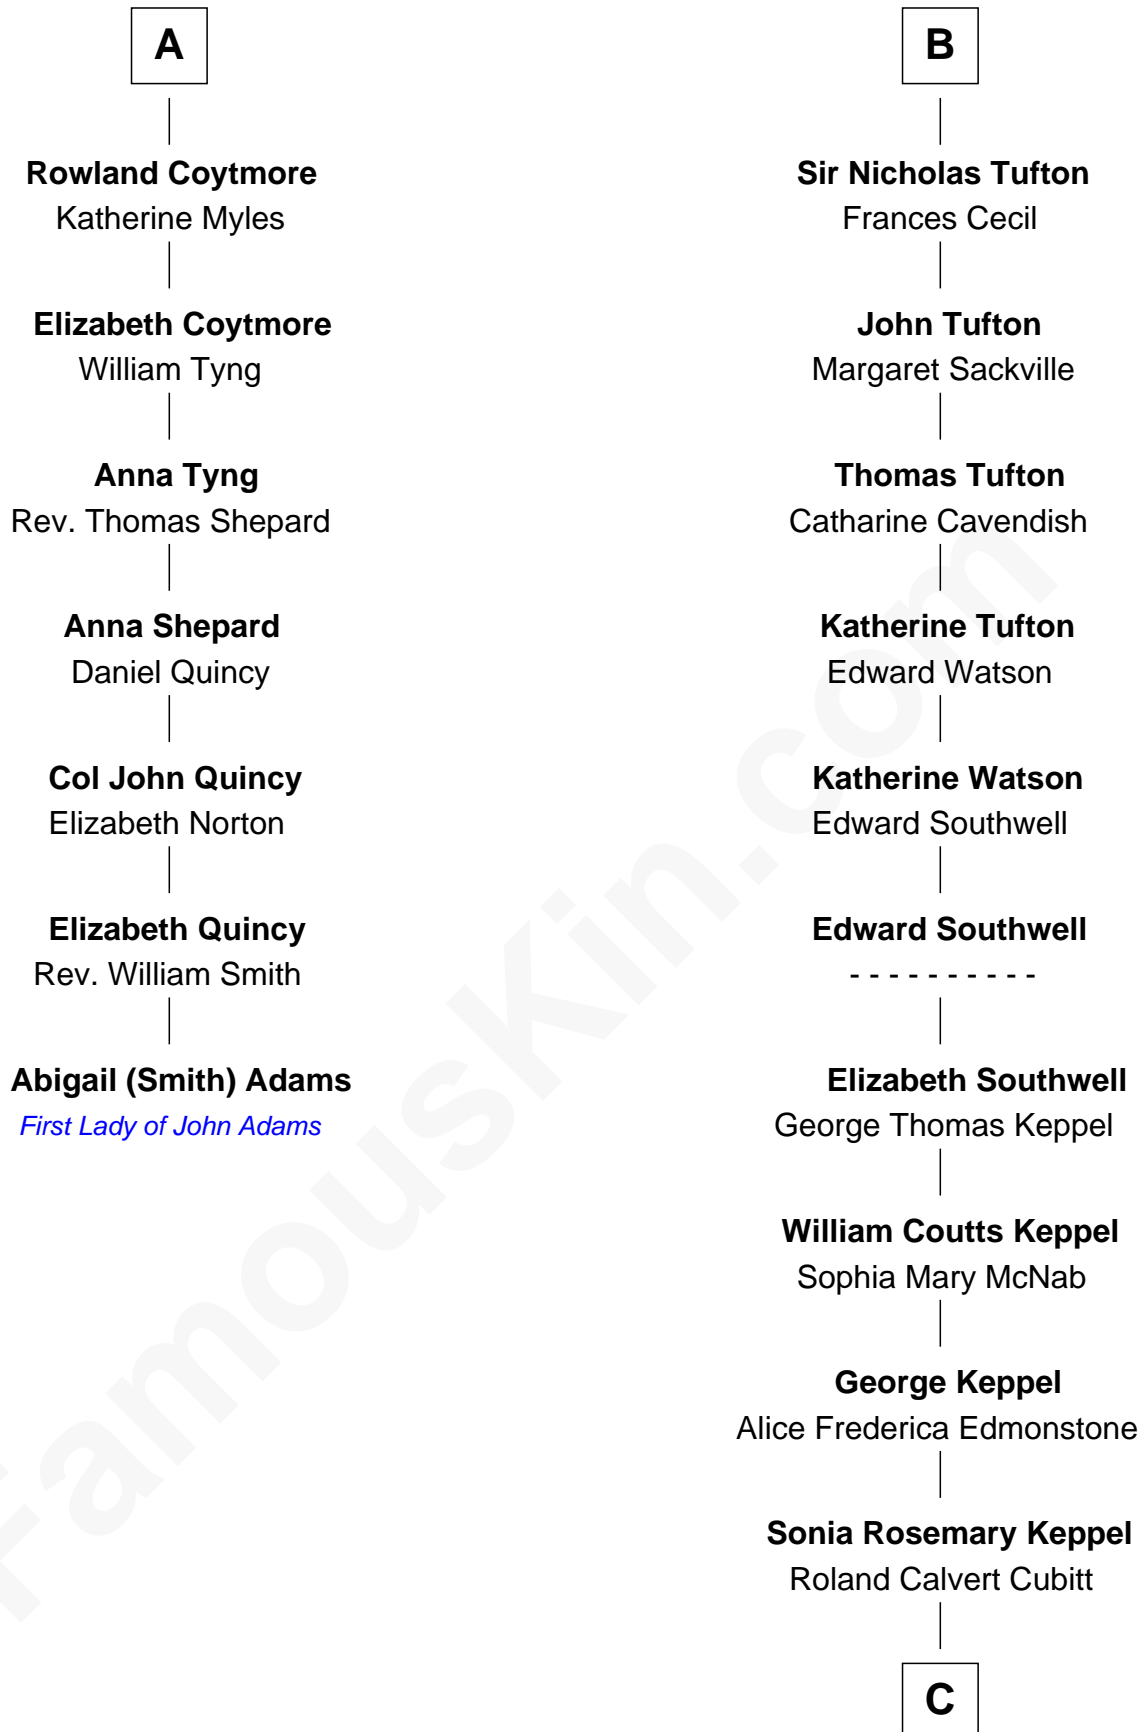 A
Rowland Coytmore
Katherine Myles
Elizabeth Coytmore
William Tyng
Anna Tyng
Rev. Thomas Shepard
Anna Shepard
Daniel Quincy
Col John Quincy
Elizabeth Norton
Elizabeth Quincy
Rev. William Smith
Abigail (Smith) Adams
First Lady of John Adams
B
Sir Nicholas Tufton
Frances Cecil
John Tufton
Margaret Sackville
Thomas Tufton
Catharine Cavendish
Katherine Tufton
Edward Watson
Katherine Watson
Edward Southwell
Edward Southwell
- - - - - - - - - -
Elizabeth Southwell
George Thomas Keppel
William Coutts Keppel
Sophia Mary McNab
George Keppel
Alice Frederica Edmonstone
Sonia Rosemary Keppel
Roland Calvert Cubitt
C
FamousKin.com